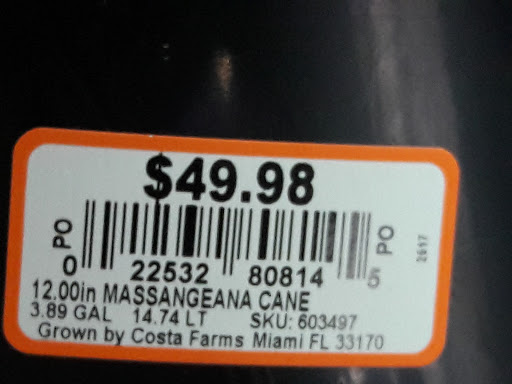 $49.98
PO PO 2617
0 22532 80814 5
12.00in MASSANGEANA CANE
3.89 GAL 14.74 LT SKU: 603497
Grown by Costa Farms Miami FL 33170